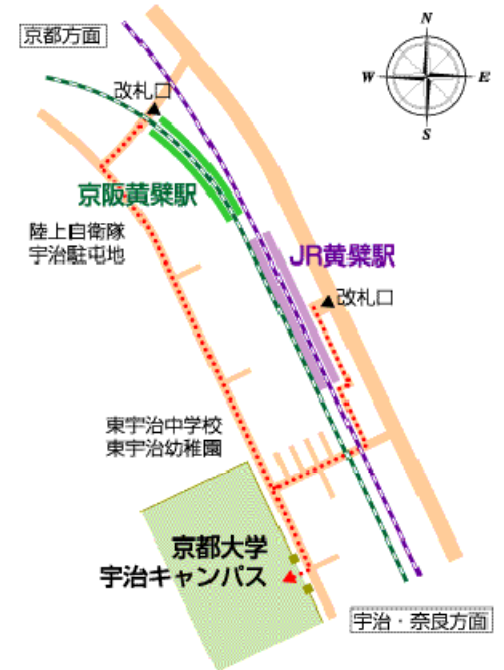 京都方面
N
W
E
S
改札口
京阪黄檗駅
陸上自衛隊
宇治駐屯地
JR黄檗駅
改札口
東宇治中学校
東宇治幼稚園
京都大学
宇治キャンパス
宇治・奈良方面